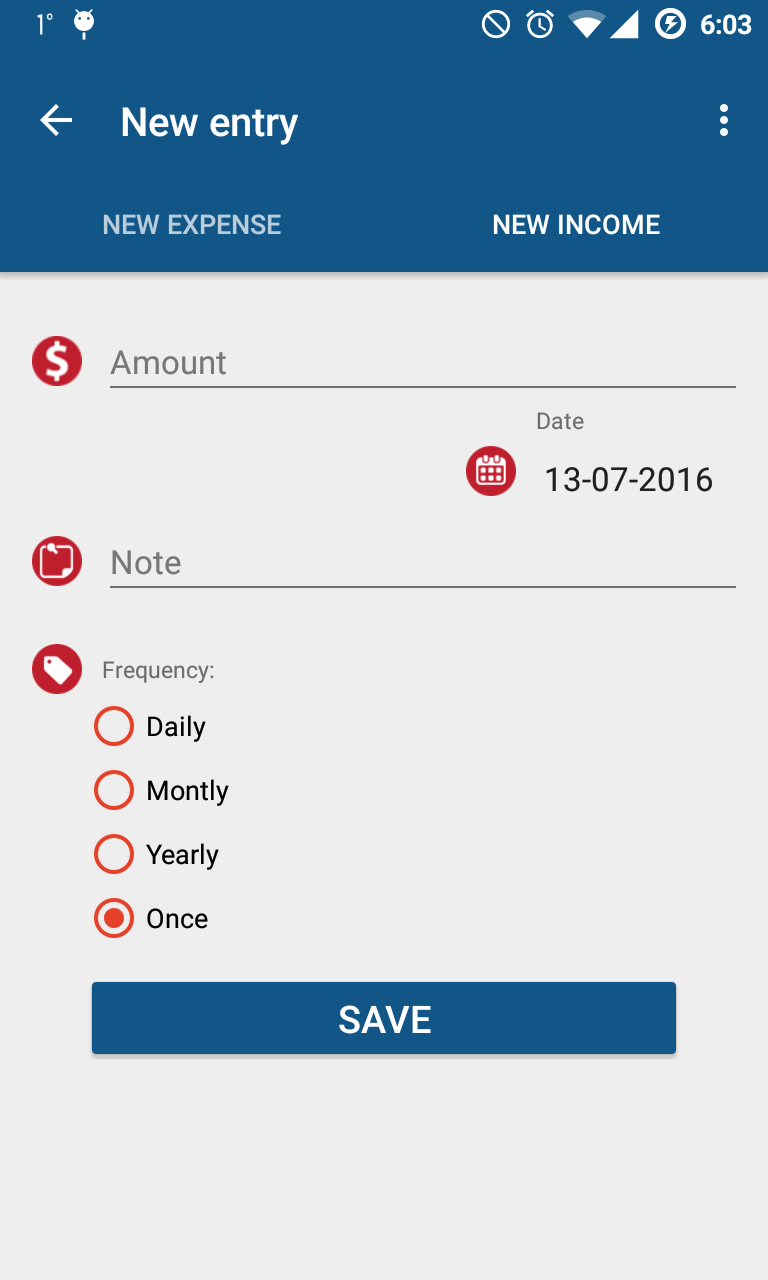 1° 6:03
New entry
NEW EXPENSE NEW INCOME
Amount
Date
13-07-2016
Note
Frequency:
Daily
Montly
Yearly
Once
SAVE